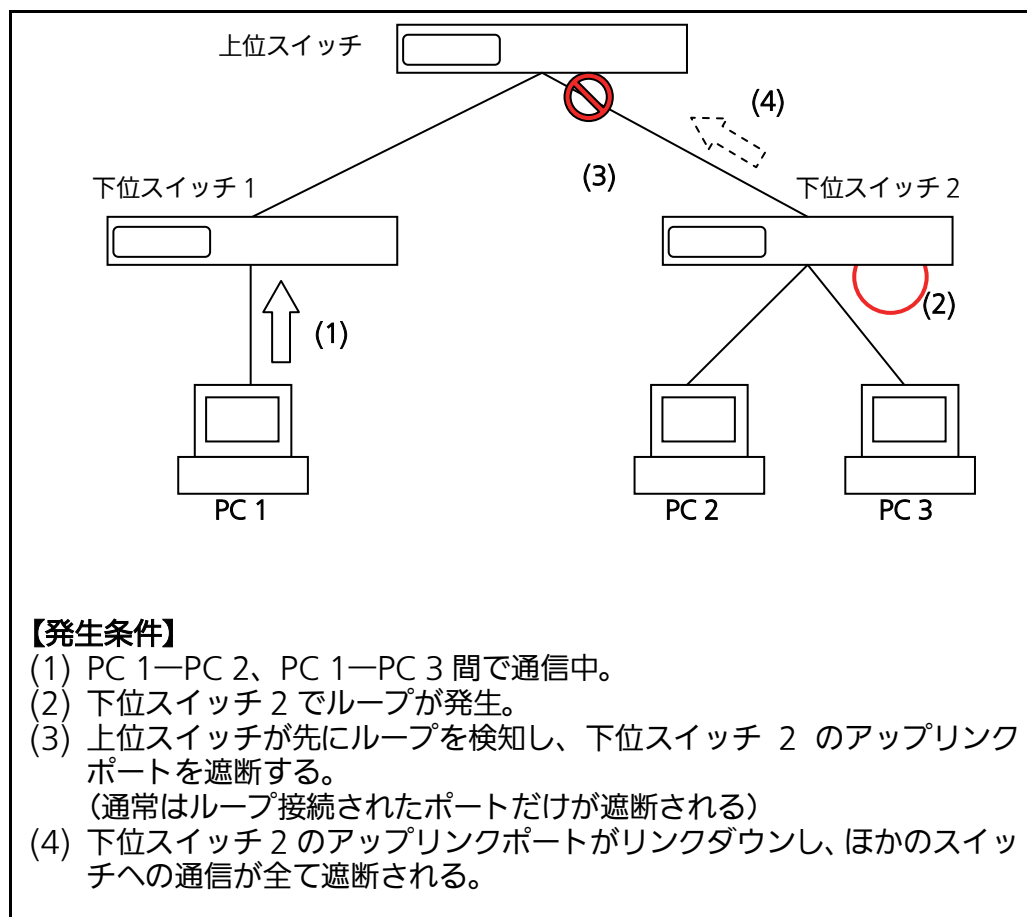 上位スイッチ
(4)
(3)
下位スイッチ 1
下位スイッチ 2
(2)
(1)
PC 1
PC 2
PC 3
【発生条件】
(1) PC 1―PC 2、PC 1―PC 3 間で通信中。
(2) 下位スイッチ 2 でループが発生。
(3) 上位スイッチが先にループを検知し、下位スイッチ 2 のアップリンク
ポートを遮断する。
(通常はループ接続されたポートだけが遮断される)
(4) 下位スイッチ 2 のアップリンクポートがリンクダウンし、ほかのスイッ
チへの通信が全て遮断される。